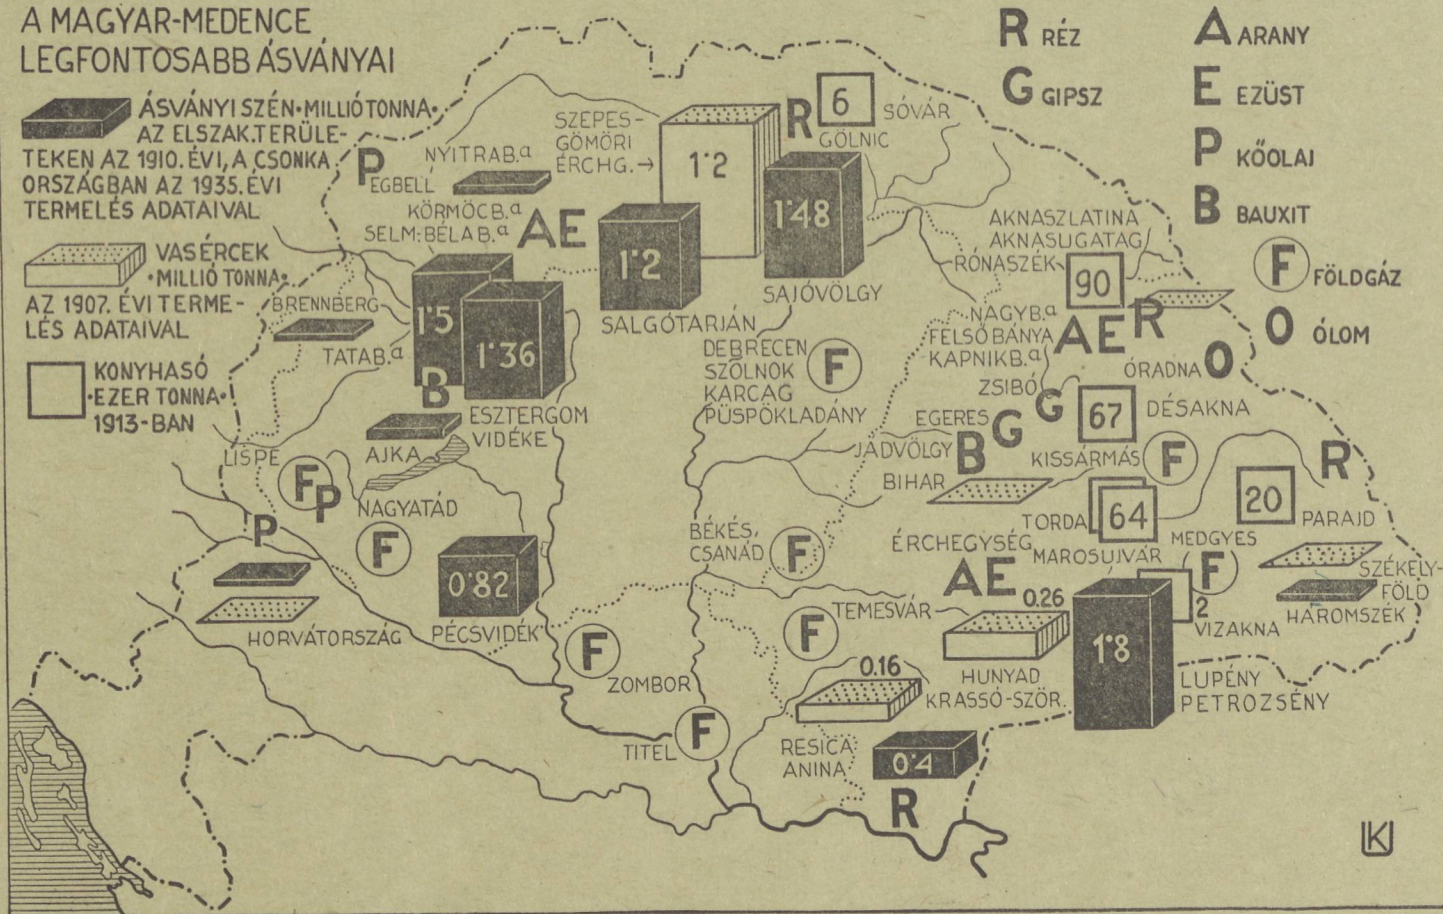 A MAGYAR-MEDENCE
LEGFONTOSABB ÁSVÁNYAI
ÁSVÁNYI SZÉN•MILLIÓ TONNA•
AZ ELSZAK.TERÜLE-
TEKEN AZ 1910. ÉVI, A CSONKA
ORSZÁGBAN AZ 1935. ÉVI
TERMELÉS ADATAIVAL
VASÉRCEK
•MILLIÓ TONNA•
AZ 1907. ÉVI TERME-
LÉS ADATAIVAL
KONYHASÓ
•EZER TONNA•
1913-BAN
R RÉZ
G GIPSZ
A ARANY
E EZÜST
P KŐOLAJ
B BAUXIT
F FÖLDGÁZ
O ÓLOM
SZEPES-
GÖMÖRI
ÉRCHG.→
1·2
R
6
SÓVÁR
GÖLNIC
P
EGBELL
NYITRAB.a
KÖRMÖCB.a
SELM:BÉLAB.a
AE
1·2
SALGÓTARJÁN
1·48
SAJÓVÖLGY
AKNASZLATINA
AKNASUGATAG
RÓNASZÉK
90
BRENNBERG
TATAB.a
1·5
B
1·36
ESZTERGOM
VIDÉKE
AJKA
NAGYB.a
FELSŐBÁNYA
KAPNIKB.a
AER
DEBRECEN
SZOLNOK
KARCAG
PÜSPÖKLADÁNY
F
ÓRADNA
O
ZSIBÓ
G
67
DÉSAKNA
EGERES
G
JÁDVÖLGY
B
BIHAR
KISSÁRMÁS
F
R
LISPE
F
P
NAGYATÁD
F
P
HORVÁTORSZÁG
0·82
PÉCSVIDÉK
TORDA
64
MAROSUJVÁR
20
PARAJD
BÉKÉS,
CSANÁD
F
ÉRCHEGYSÉG
AE
MEDGYES
F
2
VIZAKNA
SZÉKELY-
FÖLD
HÁROMSZÉK
F
ZOMBOR
F
TEMESVÁR
0.26
HUNYAD
KRASSÓ-SZÖR.
1·8
LUPÉNY
PETROZSÉNY
0.16
TITEL
F
RESICA
ANINA
0·4
R
UK